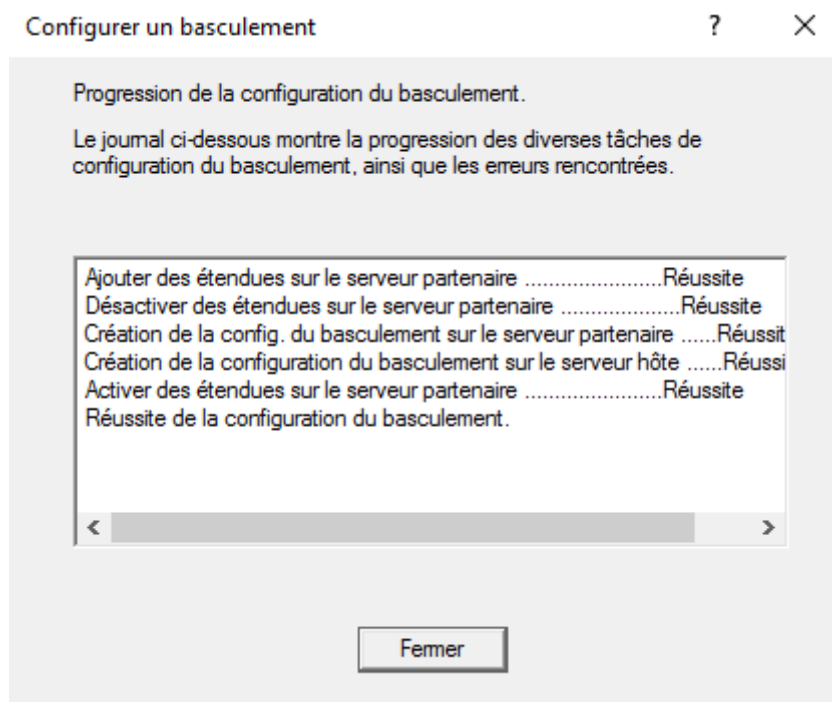 Configurer un basculement
?
Progression de la configuration du basculement.
Le journal ci-dessous montre la progression des diverses tâches de
configuration du basculement, ainsi que les erreurs rencontrées.
Ajouter des étendues sur le serveur partenaire .......................Réussite
Désactiver des étendues sur le serveur partenaire ....................Réussite
Création de la config. du basculement sur le serveur partenaire ......Réussit
Création de la configuration du basculement sur le serveur hôte ......Réussi
Activer des étendues sur le serveur partenaire .......................Réussite
Réussite de la configuration du basculement.
Fermer